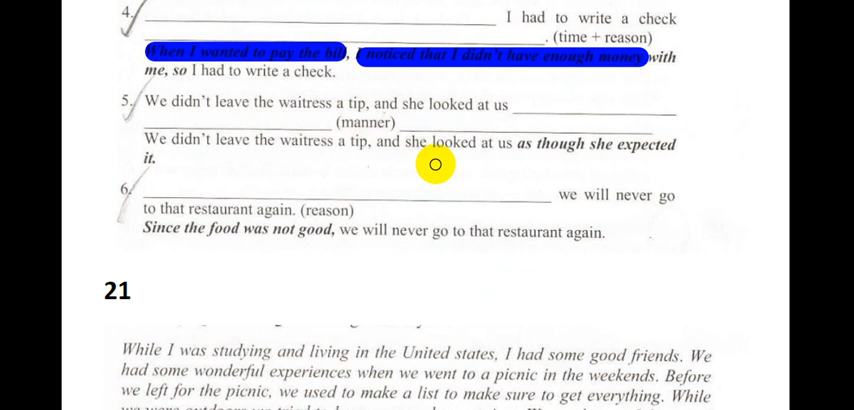 4. I had to write a check
. (time + reason)
When I wanted to pay the bill, I noticed that I didn't have enough money with
me, so I had to write a check.
5. We didn't leave the waitress a tip, and she looked at us
(manner)
We didn't leave the waitress a tip, and she looked at us as though she expected
it.
6. we will never go
to that restaurant again. (reason)
Since the food was not good, we will never go to that restaurant again.
21
While I was studying and living in the United states, I had some good friends. We
had some wonderful experiences when we went to a picnic in the weekends. Before
we left for the picnic, we used to make a list to make sure to get everything. While